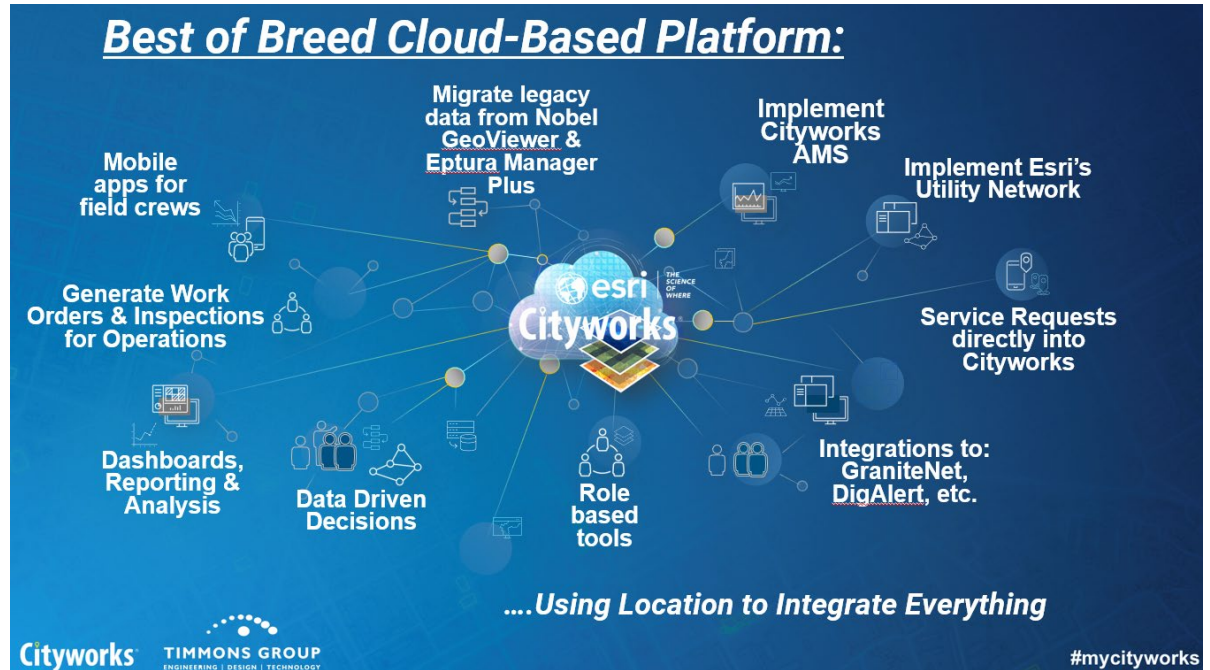 Best of Breed Cloud-Based Platform:
Migrate legacy
data from Nobel
GeoViewer &
Eptura Manager
Plus
Implement
Cityworks
AMS
Mobile
apps for
field crews
Implement Esri's
Utility Network
esri
THE
SCIENCE
OF
WHERE
Cityworks
Generate Work
Orders & Inspections
for Operations
Service Requests
directly into
Cityworks
Dashboards,
Reporting &
Analysis
Data Driven
Decisions
Role
based
tools
Integrations to:
GraniteNet,
DigAlert, etc.
....Using Location to Integrate Everything
Cityworks
TIMMONS GROUP
ENGINEERING | DESIGN | TECHNOLOGY
#mycityworks